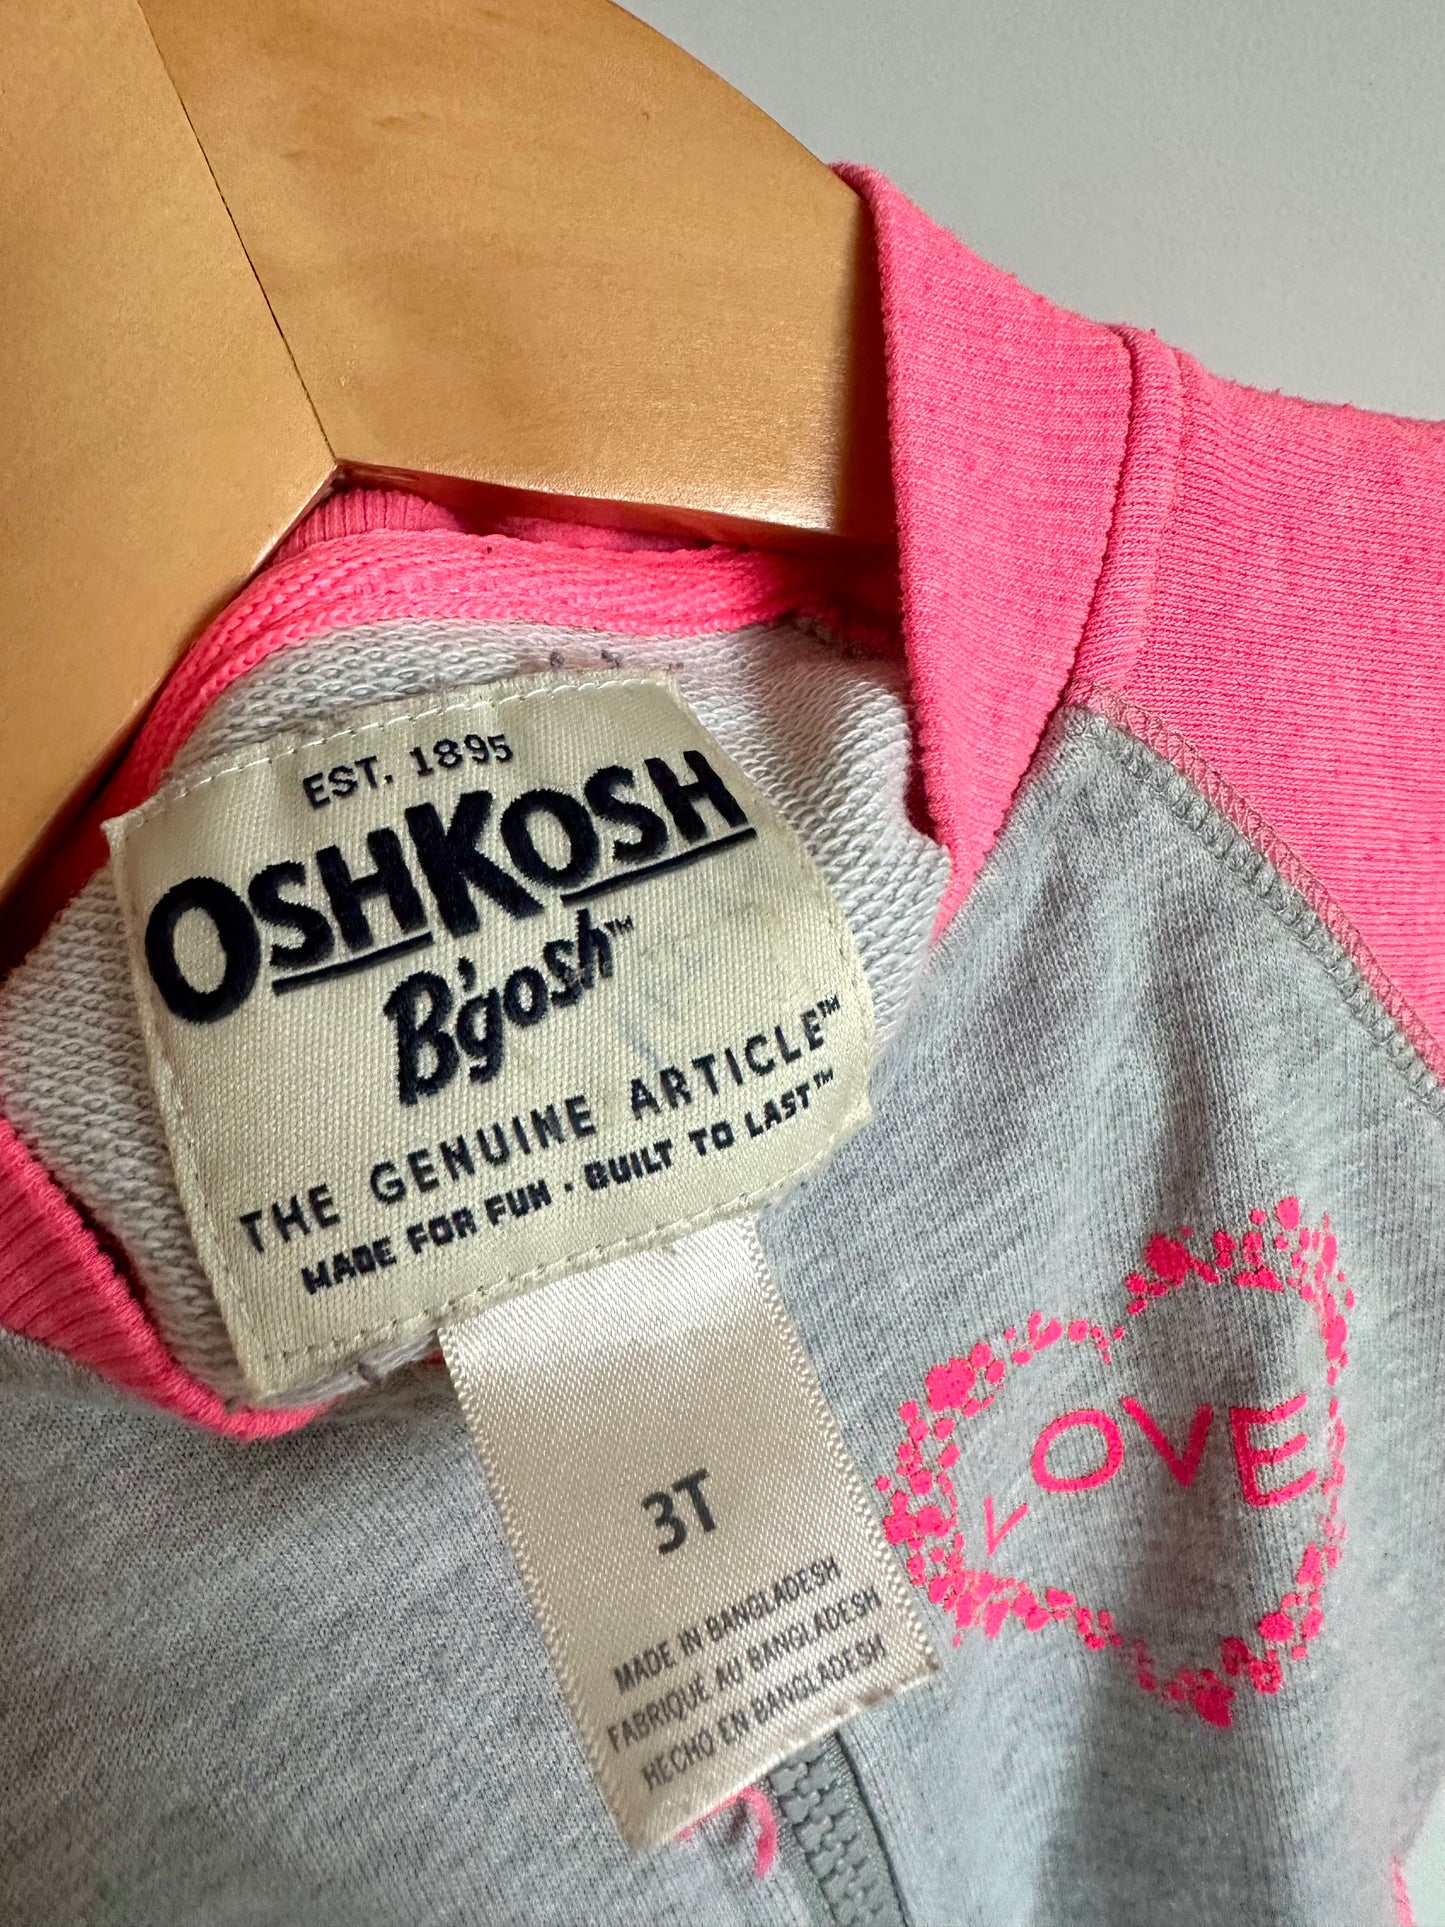 EST. 1895
OSHKOSH
B'gosh™
THE GENUINE ARTICLE™
MADE FOR FUN · BUILT TO LAST™
3T
MADE IN BANGLADESH
FABRIQUÉ AU BANGLADESH
HECHO EN BANGLADESH
LOVE